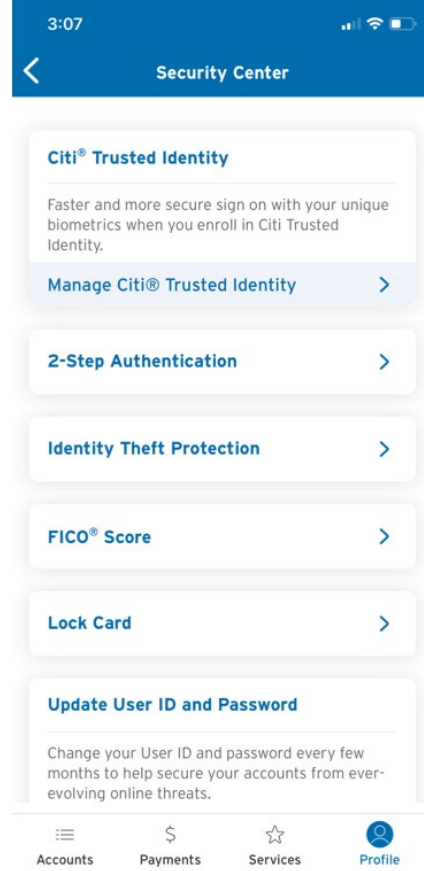 3:07
Security Center
Citi® Trusted Identity
Faster and more secure sign on with your unique
biometrics when you enroll in Citi Trusted
Identity.
Manage Citi® Trusted Identity
2-Step Authentication
Identity Theft Protection
FICO® Score
Lock Card
Update User ID and Password
Change your User ID and password every few
months to help secure your accounts from ever-
evolving online threats.
Accounts Payments Services Profile